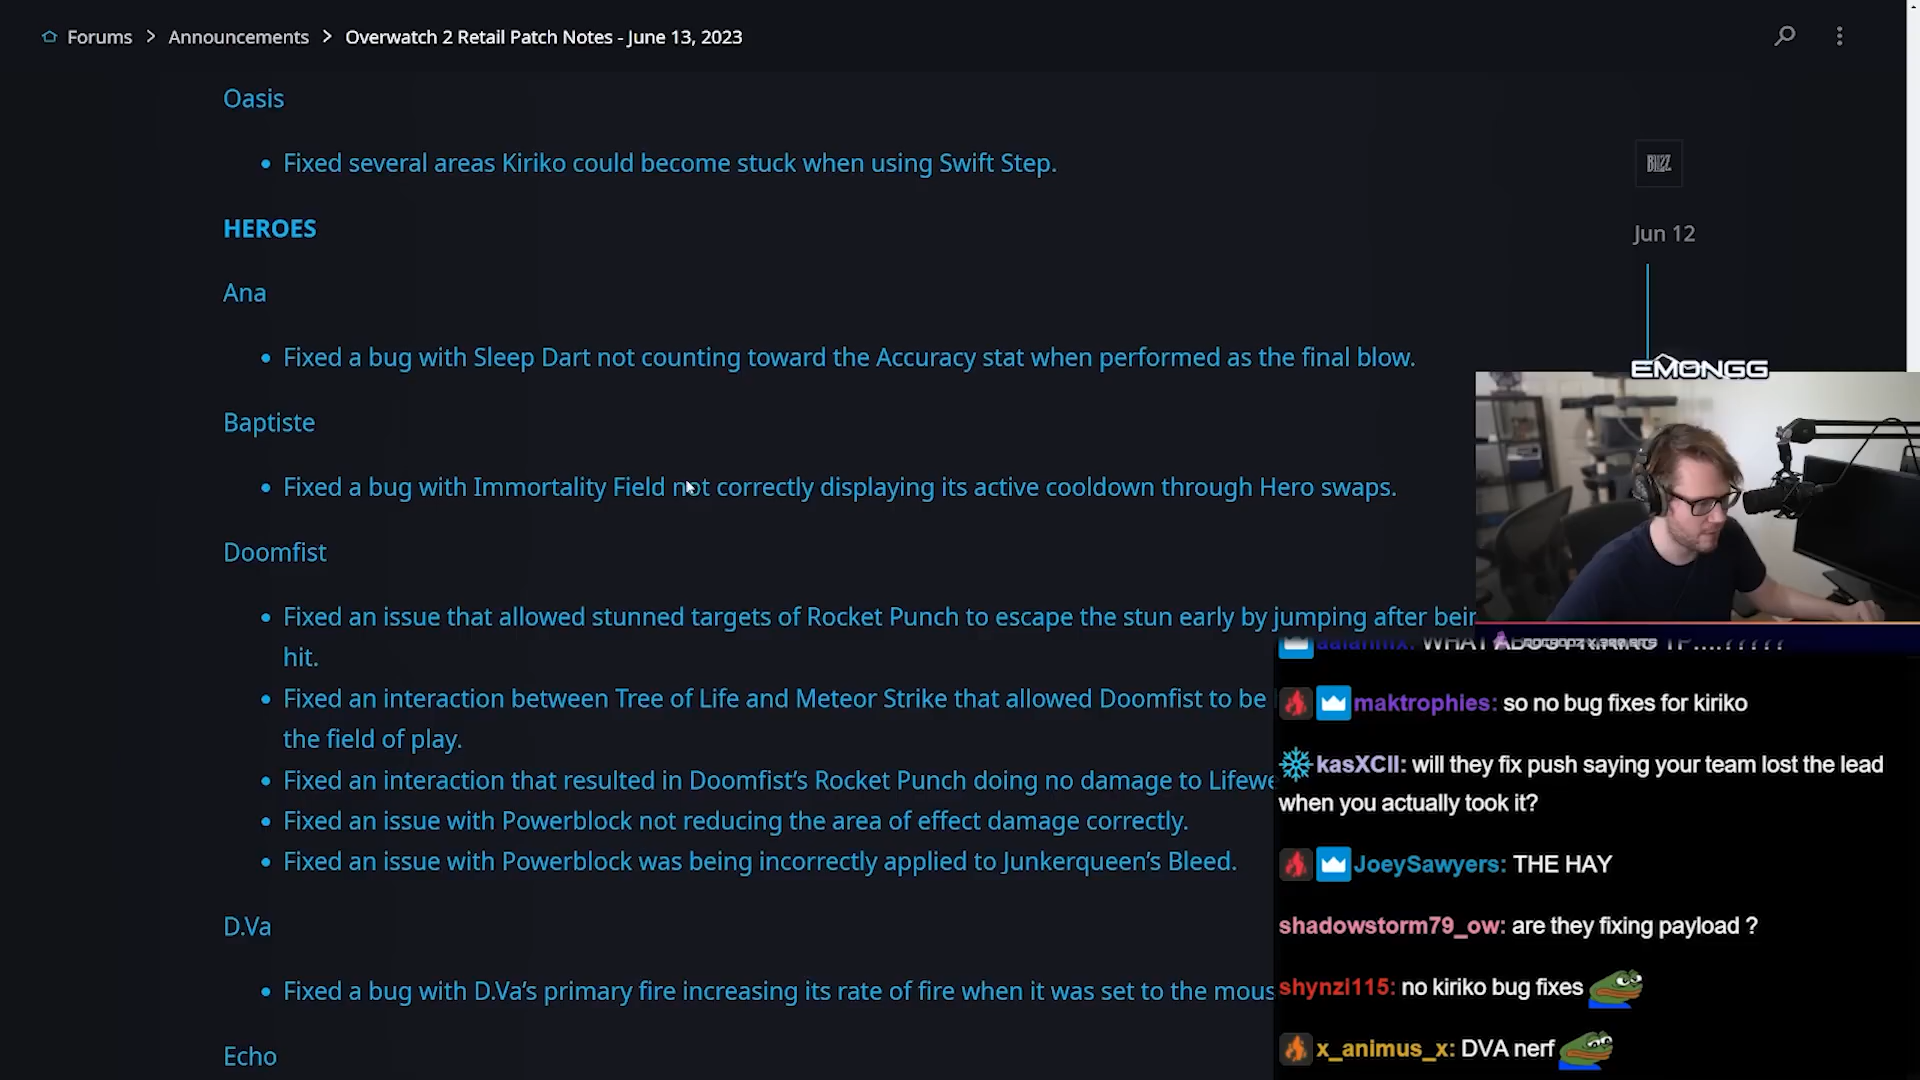 Forums > Announcements > Overwatch 2 Retail Patch Notes - June 13, 2023
Oasis
Fixed several areas Kiriko could become stuck when using Swift Step.
BLIZZ
HEROES
Jun 12
Ana
Fixed a bug with Sleep Dart not counting toward the Accuracy stat when performed as the final blow.
EMONGG
Baptiste
Fixed a bug with Immortality Field not correctly displaying its active cooldown through Hero swaps.
Doomfist
Fixed an issue that allowed stunned targets of Rocket Punch to escape the stun early by jumping after bein
hit.
Fixed an interaction between Tree of Life and Meteor Strike that allowed Doomfist to be
the field of play.
Fixed an interaction that resulted in Doomfist's Rocket Punch doing no damage to Lifewe
Fixed an issue with Powerblock not reducing the area of effect damage correctly.
Fixed an issue with Powerblock was being incorrectly applied to Junkerqueen's Bleed.
D.Va
Fixed a bug with D.Va's primary fire increasing its rate of fire when it was set to the mous
Echo
maktrophies: so no bug fixes for kiriko
kasXCII: will they fix push saying your team lost the lead
when you actually took it?
JoeySawyers: THE HAY
shadowstorm79_ow: are they fixing payload ?
shynzi115: no kiriko bug fixes
x_animus_x: DVA nerf